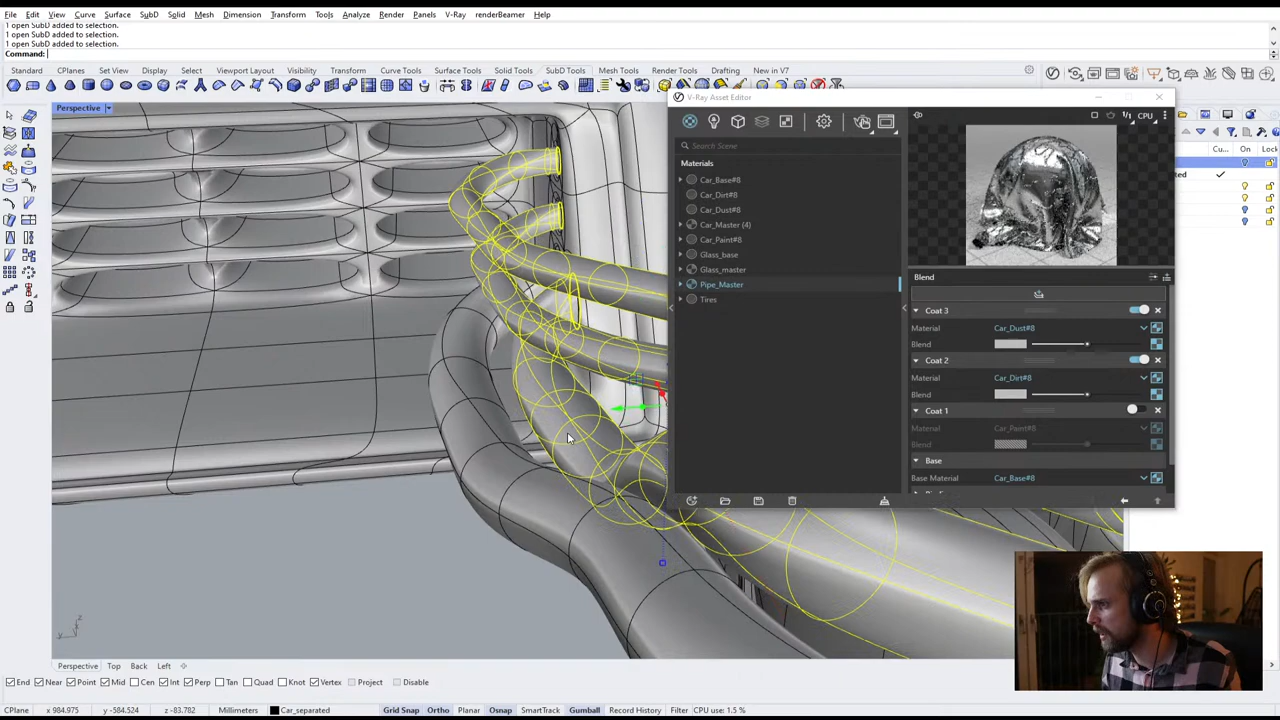 File Edit View Curve Surface SubD Solid Mesh Dimension Transform Tools Analyze Render Panels V-Ray renderBeamer Help
1 open SubD added to selection.
1 open SubD added to selection.
1 open SubD added to selection.
Command:
Standard CPlanes Set View Display Select Viewport Layout Visibility Transform Curve Tools Surface Tools Solid Tools SubD Tools Mesh Tools Render Tools Drafting New in V7
Perspective
V-Ray Asset Editor
CPU
Search Scene
Materials
Car_Base#8
Car_Dirt#8
Car_Dust#8
Car_Master (4)
Car_Paint#8
Glass_base
Glass_master
Pipe_Master
Tires
Blend
Coat 3
Material Car_Dust#8
Blend
Coat 2
Material Car_Dirt#8
Blend
Coat 1
Material Car_Paint#8
Blend
Base
Base Material Car_Base#8
Cu... On Lock
z
y
Perspective Top Back Left
End Near Point Mid Cen Int Perp Tan Quad Knot Vertex Project Disable
CPlane x 984.975 y -584.524 z -83.782 Millimeters Car_separated Grid Snap Ortho Planar Osnap SmartTrack Gumball Record History Filter CPU use: 1.5 %